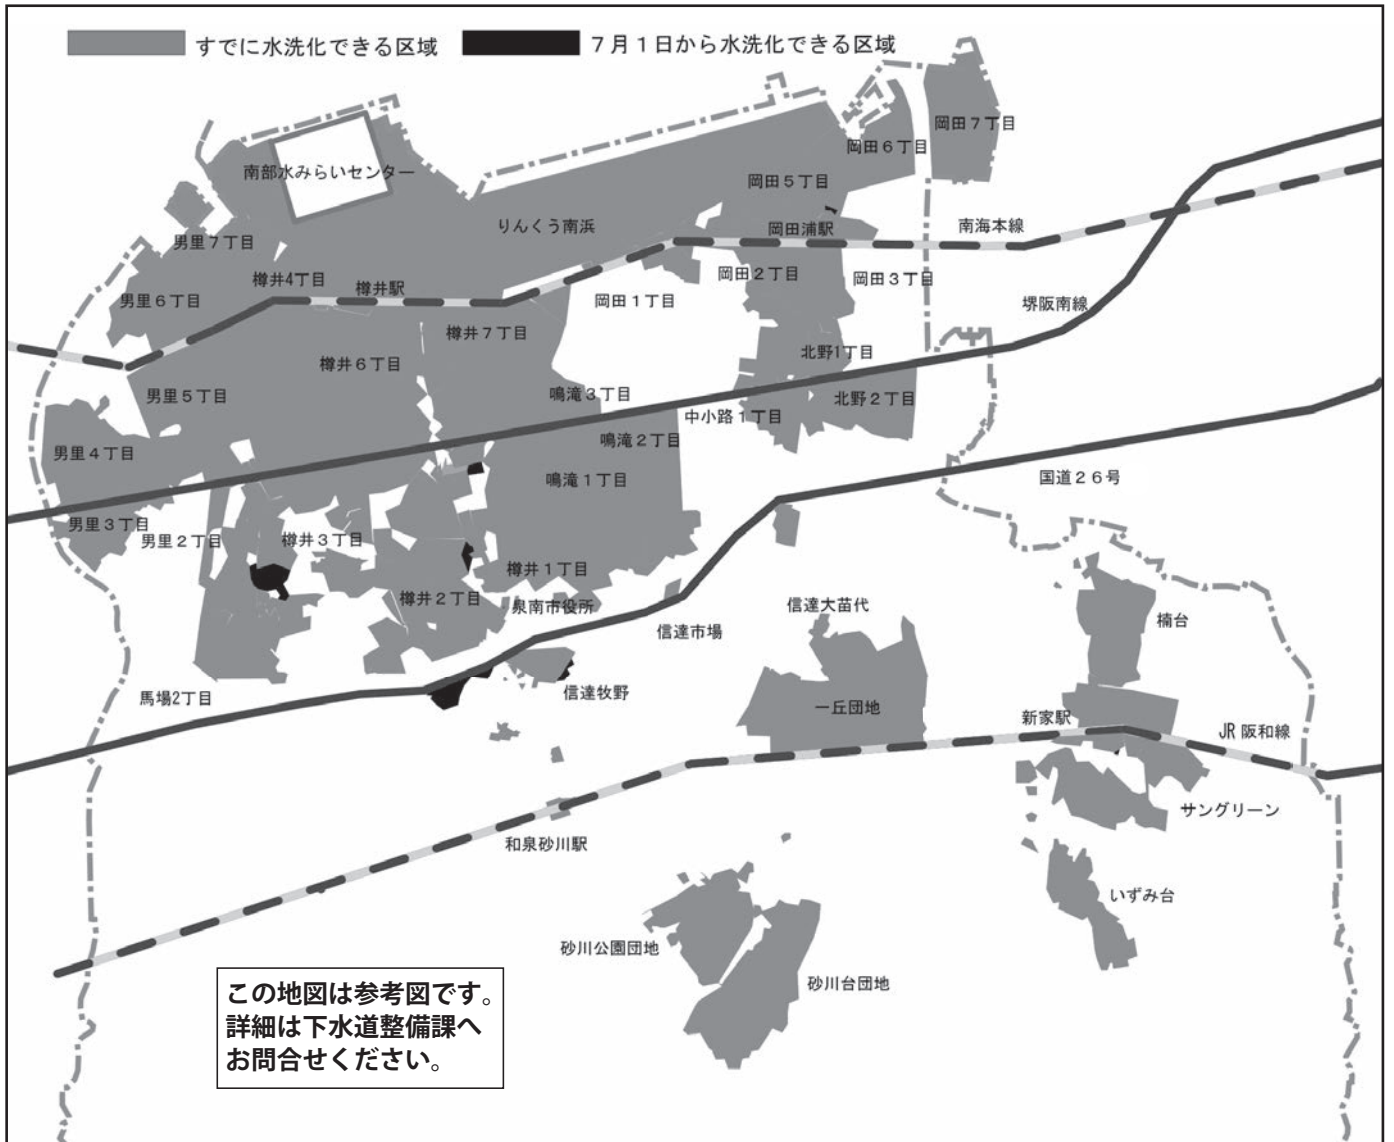 すでに水洗化できる区域
７月１日から水洗化できる区域
岡田７丁目
岡田６丁目
南部水みらいセンター
岡田５丁目
りんくう南浜
岡田浦駅
南海本線
男里７丁目
樽井4丁目
樽井駅
岡田２丁目
岡田３丁目
男里６丁目
岡田１丁目
堺阪南線
樽井７丁目
樽井６丁目
北野1丁目
男里５丁目
鳴滝３丁目
北野２丁目
中小路１丁目
男里４丁目
鳴滝２丁目
鳴滝１丁目
国道２６号
男里３丁目
男里２丁目
樽井３丁目
樽井１丁目
樽井２丁目
泉南市役所
信達大苗代
楠台
信達市場
馬場2丁目
信達牧野
一丘団地
新家駅
JR 阪和線
サングリーン
和泉砂川駅
いずみ台
砂川公園団地
砂川台団地
この地図は参考図です。
詳細は下水道整備課へ
お問合せください。